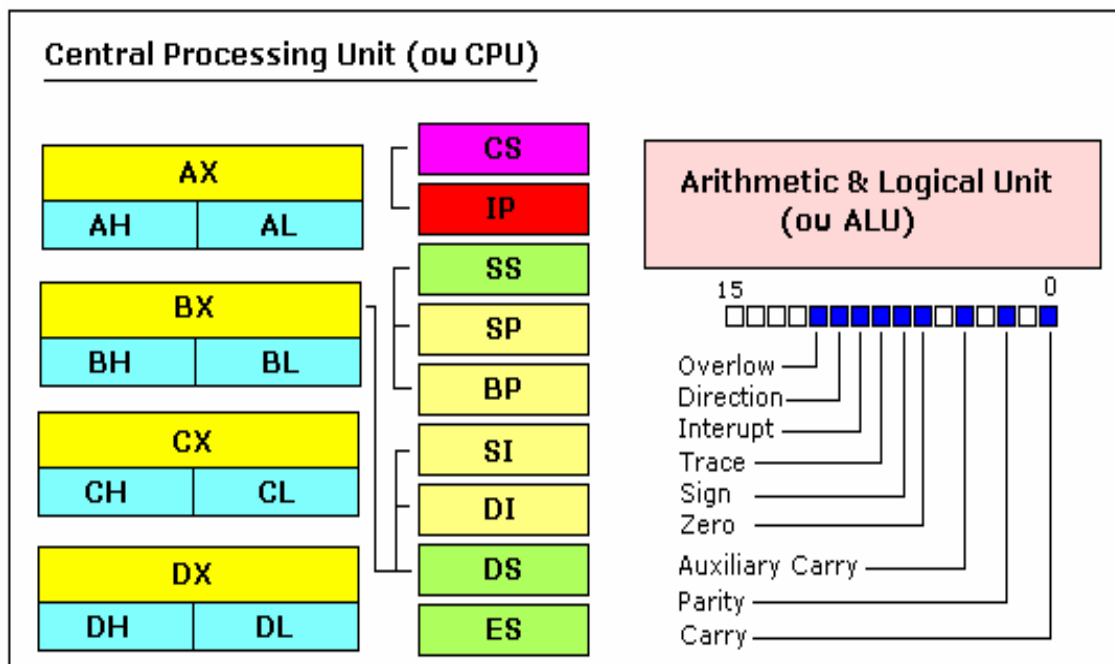 Central Processing Unit (ou CPU)
AX
AH AL
BX
BH BL
CX
CH CL
DX
DH DL
CS
IP
SS
SP
BP
SI
DI
DS
ES
Arithmetic & Logical Unit
(ou ALU)
15 0
Overlow
Direction
Interupt
Trace
Sign
Zero
Auxiliary Carry
Parity
Carry